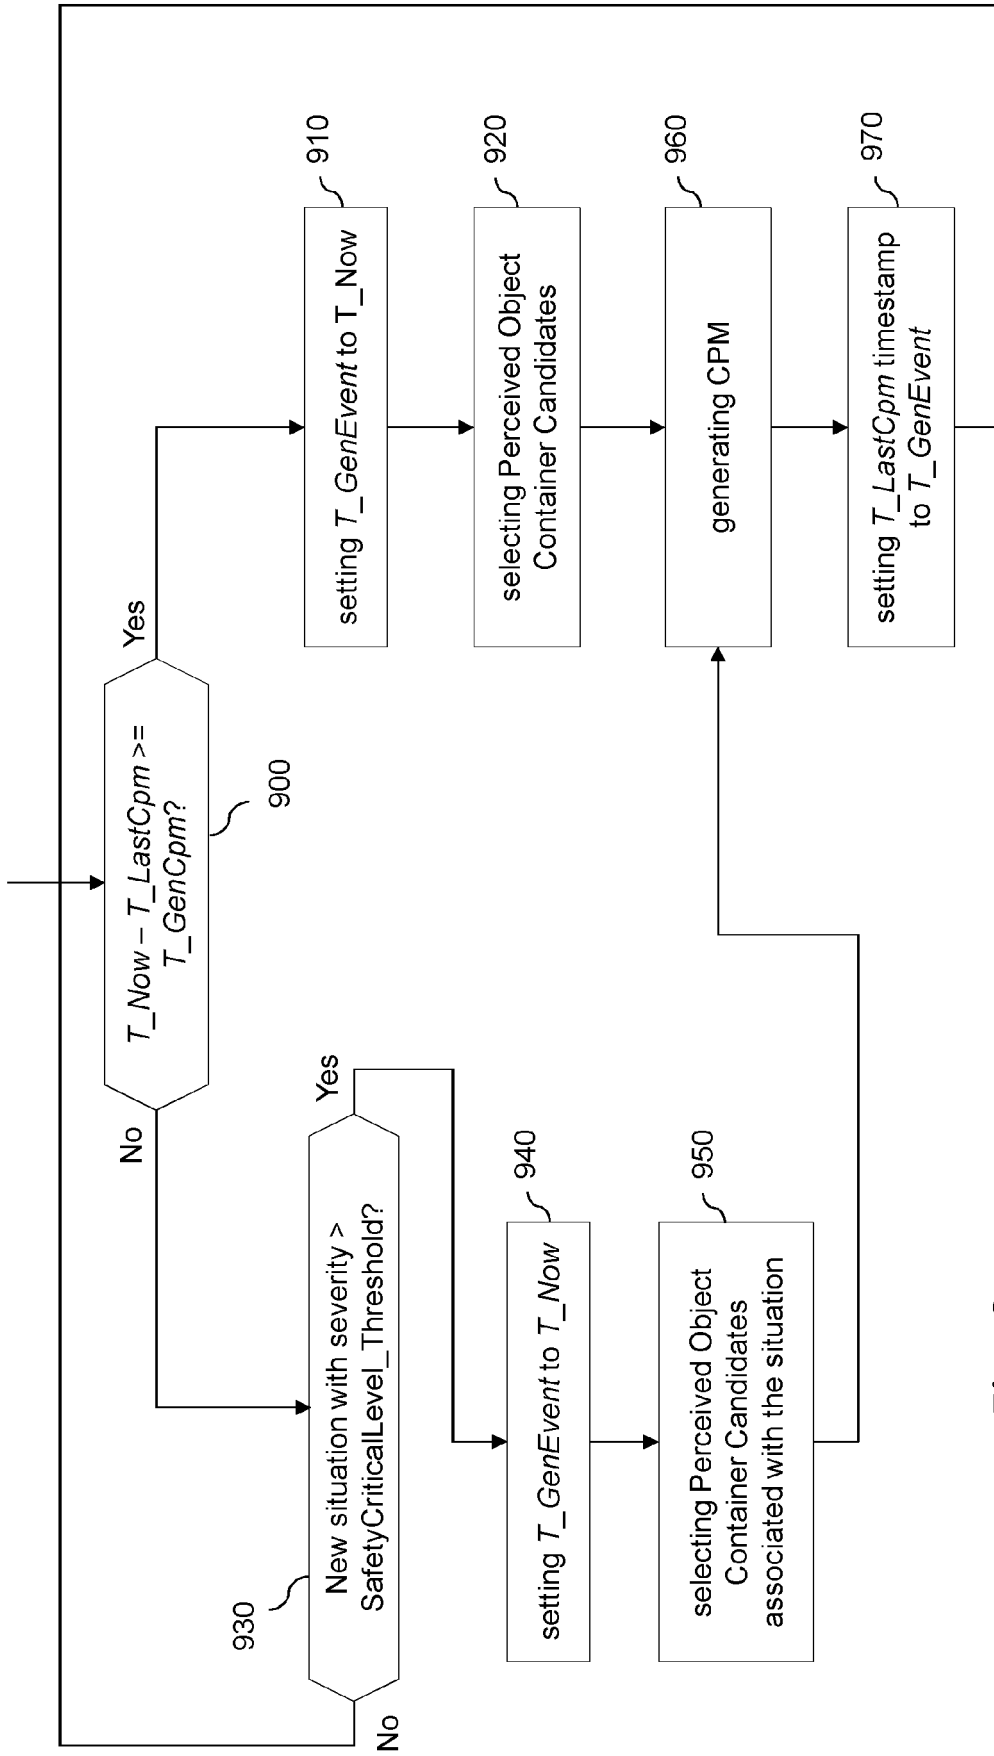 T_Now – T_LastCpm >=
T_GenCpm?
900
No
Yes
New situation with severity >
SafetyCriticalLevel_Threshold?
930
No
Yes
setting T_GenEvent to T_Now
910
selecting Perceived Object
Container Candidates
920
setting T_GenEvent to T_Now
940
selecting Perceived Object
Container Candidates
associated with the situation
950
generating CPM
960
setting T_LastCpm timestamp
to T_GenEvent
970